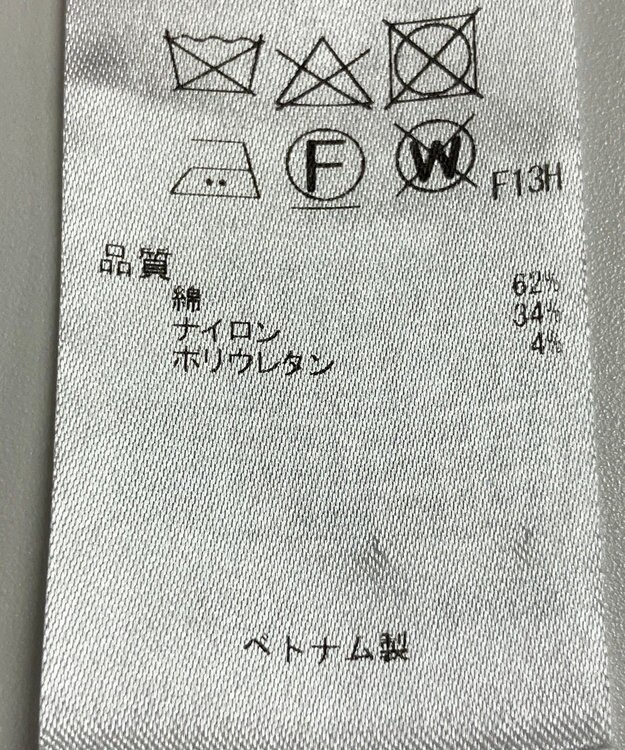 F W F13H
品質
綿 62%
ナイロン 34%
ポリウレタン 4%
ベトナム製